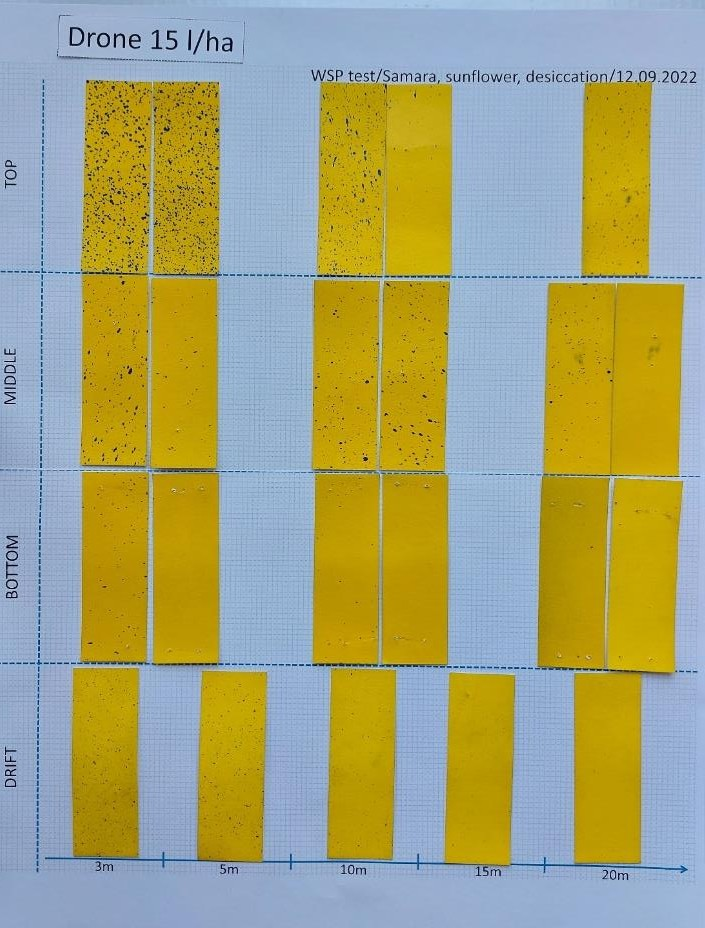 Drone 15 l/ha
WSP test/Samara, sunflower, desiccation/12.09.2022
TOP
MIDDLE
BOTTOM
DRIFT
3m
5m
10m
15m
20m